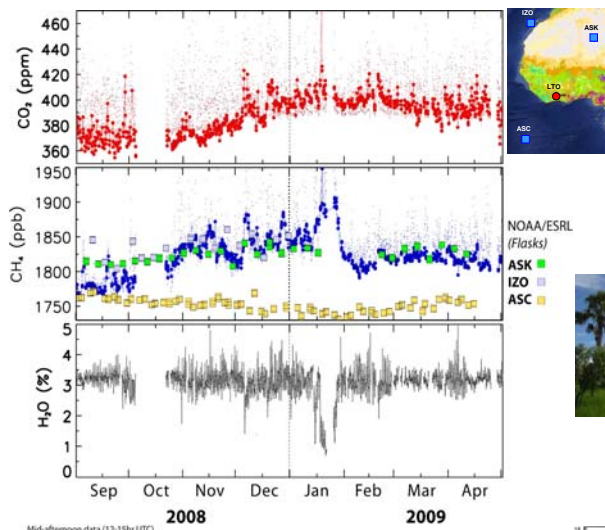 460
440
420
400
380
360
CO₂ (ppm)
IZO
ASK
LTO
ASC
1950
1900
1850
1800
1750
CH₄ (ppb)
NOAA/ESRL
(Flasks)
ASK
IZO
ASC
5
4
3
2
1
0
H₂O (%)
Sep Oct Nov Dec Jan Feb Mar Apr
2008 2009
Mid-afternoon data (12-15hr UTC)